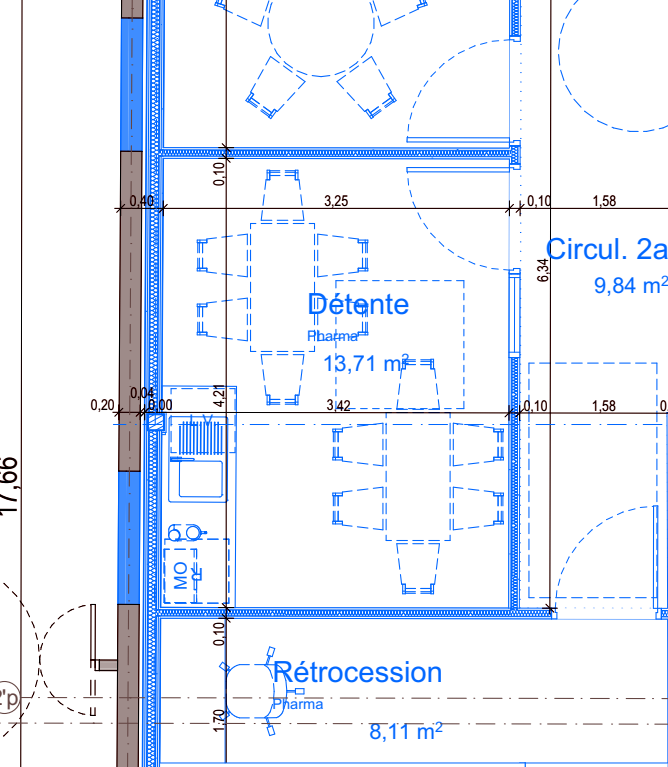 0,10
0,40
3,25
0,10
1,58
Circul. 2a
6,34
9,84 m²
Détente
Pharma
13,71 m²
4,21
0,20
0,04
3,42
0,10
1,58
LV
17,66
MO
0,10
Rétrocession
Pharma
1,70
8,11 m²